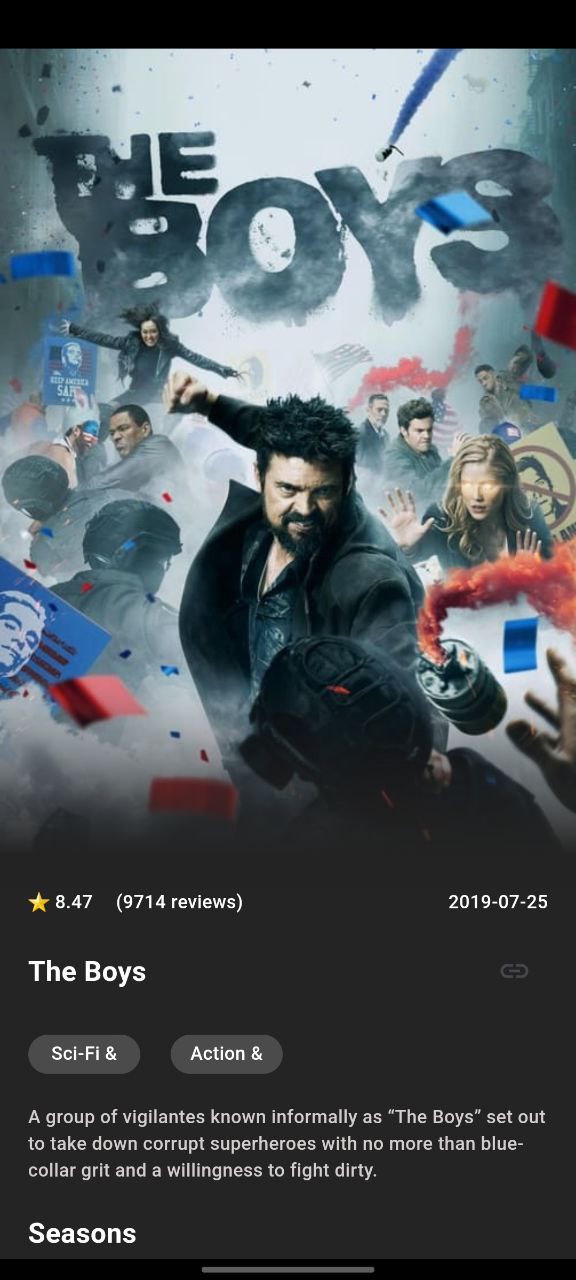 THE
BOYS
KEEP AMERICA
SAFE
⭐ 8.47 (9714 reviews) 2019-07-25
The Boys
Sci-Fi & Action &
A group of vigilantes known informally as “The Boys” set out
to take down corrupt superheroes with no more than blue-
collar grit and a willingness to fight dirty.
Seasons